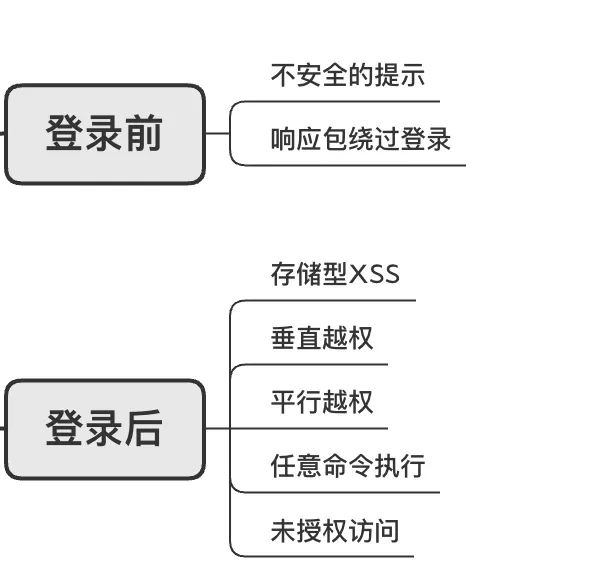 登录前
不安全的提示
响应包绕过登录
登录后
存储型XSS
垂直越权
平行越权
任意命令执行
未授权访问